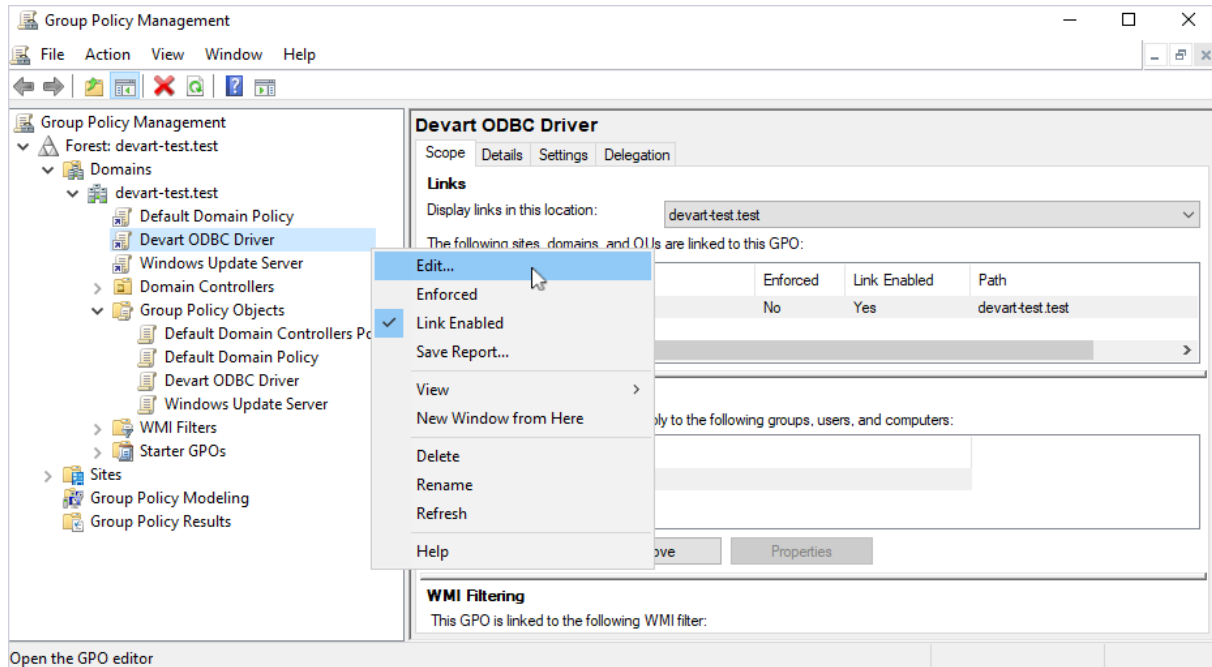 Group Policy Management
File Action View Window Help
Group Policy Management
Forest: devart-test.test
Domains
devart-test.test
Default Domain Policy
Devart ODBC Driver
Windows Update Server
Domain Controllers
Group Policy Objects
Default Domain Controllers Po
Default Domain Policy
Devart ODBC Driver
Windows Update Server
WMI Filters
Starter GPOs
Sites
Group Policy Modeling
Group Policy Results
Edit...
Enforced
Link Enabled
Save Report...
View
New Window from Here
Delete
Rename
Refresh
Help
Devart ODBC Driver
Scope Details Settings Delegation
Links
Display links in this location: devart-test.test
The following sites, domains, and OUs are linked to this GPO:
Enforced Link Enabled Path
No Yes devart-test.test
ply to the following groups, users, and computers:
ove Properties
WMI Filtering
This GPO is linked to the following WMI filter:
Open the GPO editor